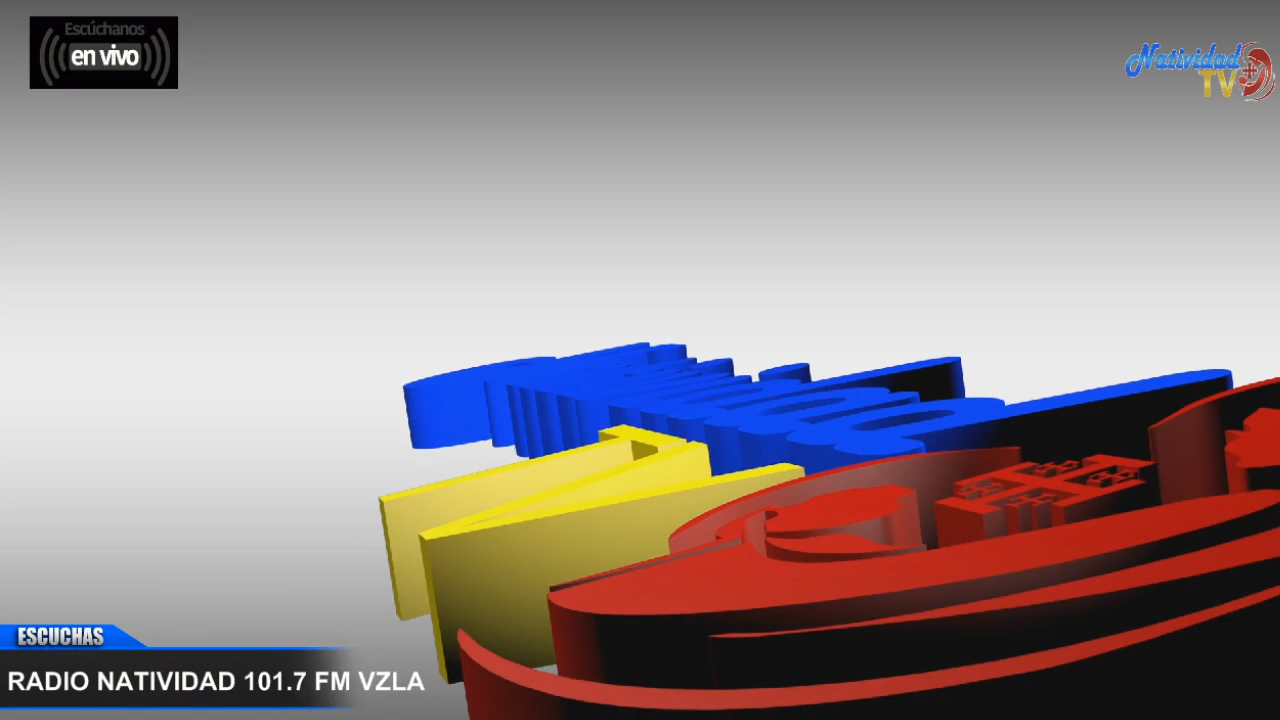 Escúchanos
en vivo
Natividad
TV
ESCUCHAS
RADIO NATIVIDAD 101.7 FM VZLA